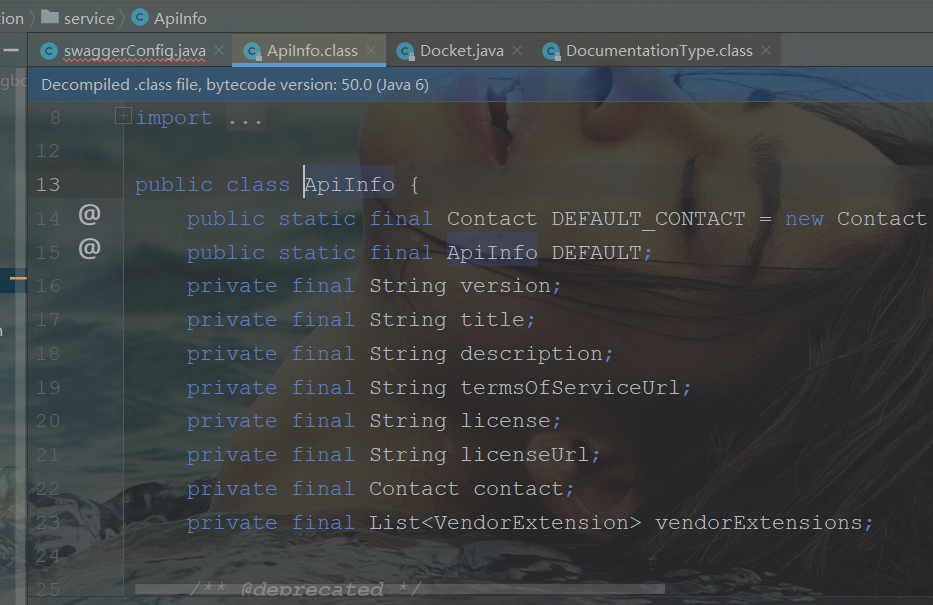 ion service ApiInfo
swaggerConfig.java ApiInfo.class Docket.java DocumentationType.class
Decompiled .class file, bytecode version: 50.0 (Java 6)
8 import ...
12
13 public class ApiInfo {
14 @ public static final Contact DEFAULT_CONTACT = new Contact
15 @ public static final ApiInfo DEFAULT;
16 private final String version;
17 private final String title;
18 private final String description;
19 private final String termsOfServiceUrl;
20 private final String license;
21 private final String licenseUrl;
22 private final Contact contact;
23 private final List<VendorExtension> vendorExtensions;
24
25 /** @deprecated */